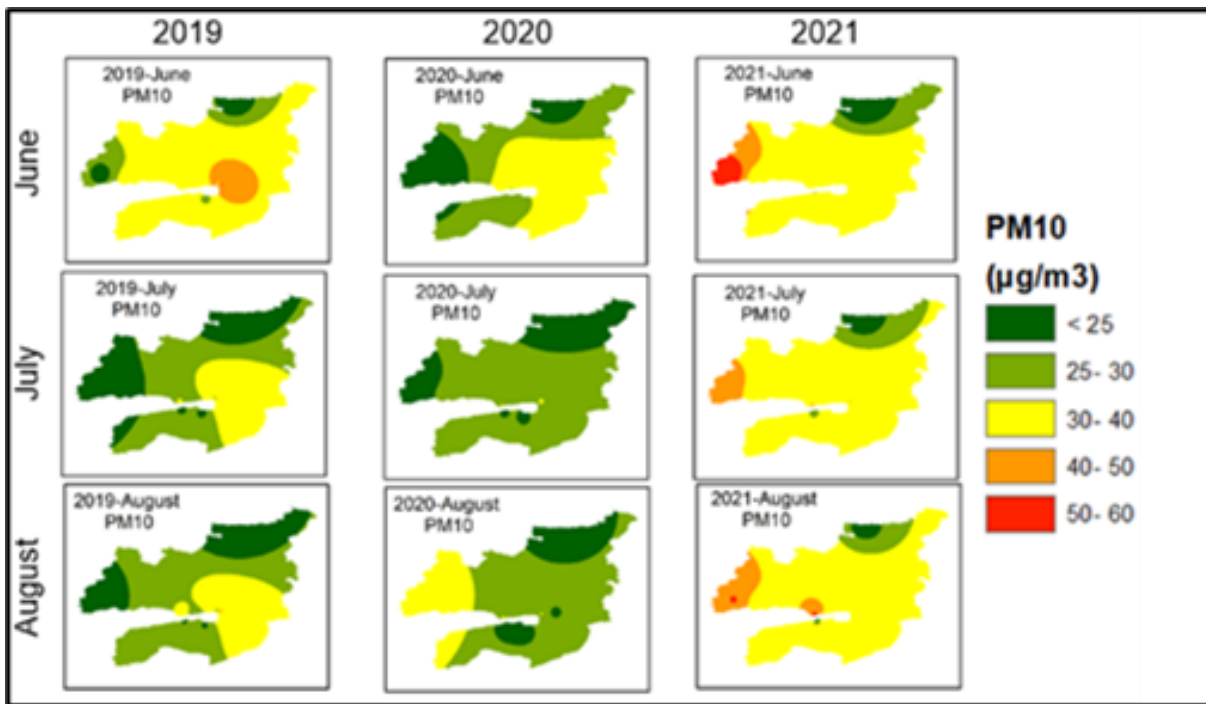 2019
2020
2021
June
2019-June
PM10
2020-June
PM10
2021-June
PM10
July
2019-July
PM10
2020-July
PM10
2021-July
PM10
August
2019-August
PM10
2020-August
PM10
2021-August
PM10
PM10
(µg/m3)
< 25
25- 30
30- 40
40- 50
50- 60